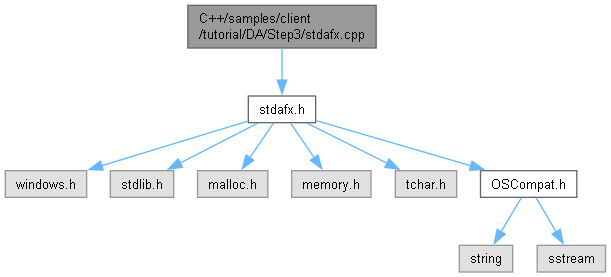 C++/samples/client
/tutorial/DA/Step3/stdafx.cpp
stdafx.h
windows.h
stdlib.h
malloc.h
memory.h
tchar.h
OSCompat.h
string
sstream